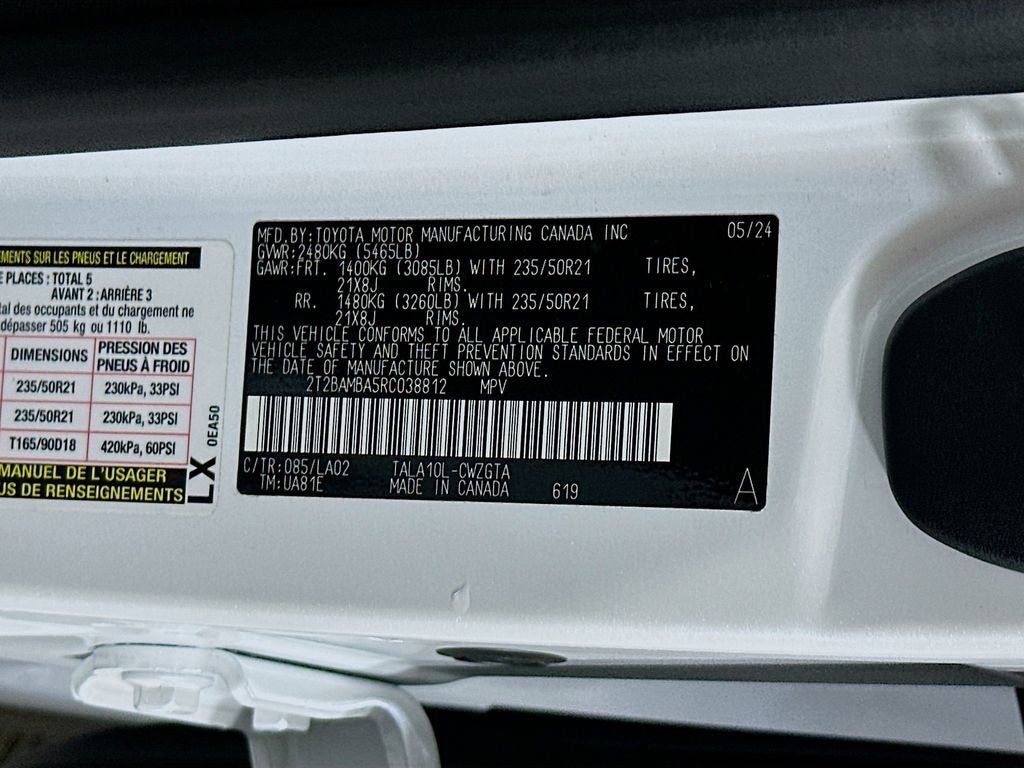 EMENTS SUR LES PNEUS ET LE CHARGEMENT
E PLACES : TOTAL 5
AVANT 2 : ARRIÈRE 3
tal des occupants et du chargement ne
dépasser 505 kg ou 1110 lb.
DIMENSIONS PRESSION DES PNEUS À FROID
235/50R21 230kPa, 33PSI
235/50R21 230kPa, 33PSI
T165/90D18 420kPa, 60PSI
MANUEL DE L'USAGER
US DE RENSEIGNEMENTS
LX 0EA50
MFD.BY:TOYOTA MOTOR MANUFACTURING CANADA INC 05/24
GVWR:2480KG (5465LB)
GAWR:FRT. 1400KG (3085LB) WITH 235/50R21 TIRES,
21X8J RIMS.
RR. 1480KG (3260LB) WITH 235/50R21 TIRES,
21X8J RIMS.
THIS VEHICLE CONFORMS TO ALL APPLICABLE FEDERAL MOTOR
VEHICLE SAFETY AND THEFT PREVENTION STANDARDS IN EFFECT ON
THE DATE OF MANUFACTURE SHOWN ABOVE.
2T2BAMBA5RC038812 MPV
C/TR:085/LA02 TALA10L-CWZGTA
TM:UA81E MADE IN CANADA 619 A